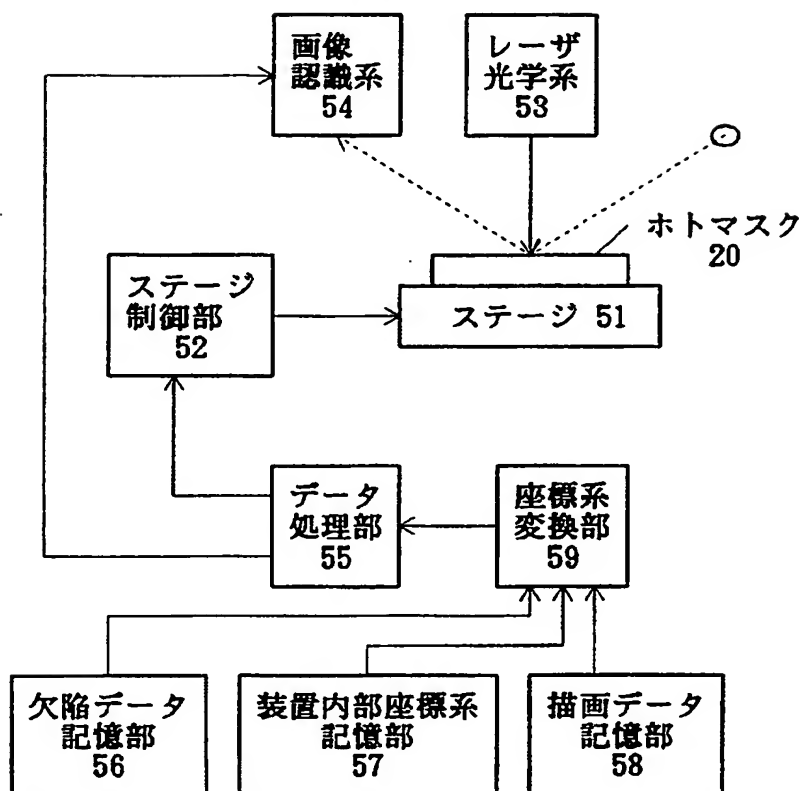 画像
認識系
54
レーザ
光学系
53
ホトマスク
20
ステージ
制御部
52
ステージ 51
データ
処理部
55
座標系
変換部
59
欠陥データ
記憶部
56
装置内部座標系
記憶部
57
描画データ
記憶部
58